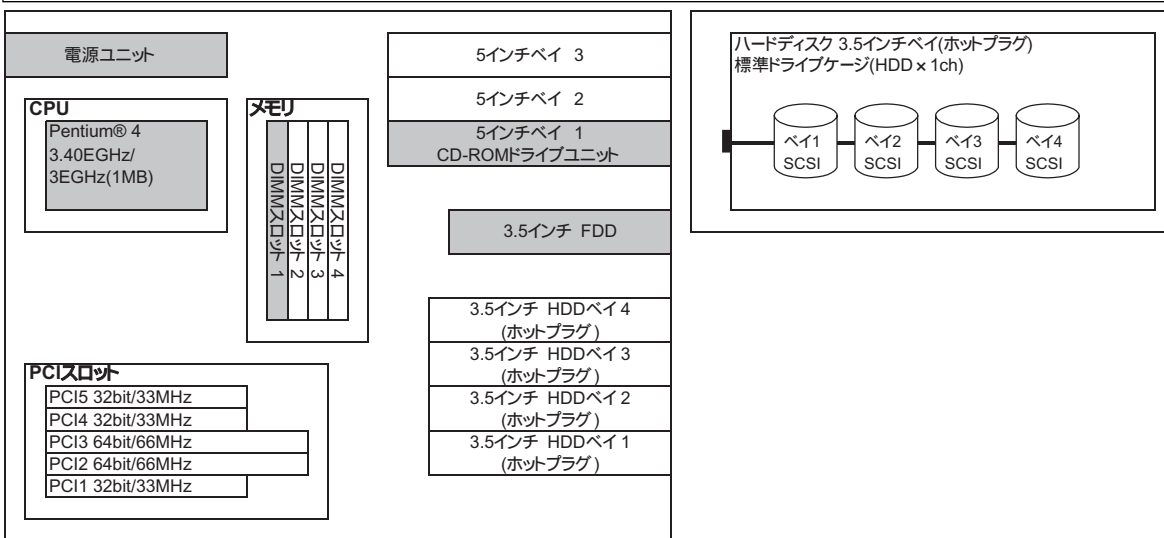 電源ユニット
CPU
Pentium® 4
3.40EGHz/
3EGHz(1MB)
メモリ
DIMMスロット 1
DIMMスロット 2
DIMMスロット 3
DIMMスロット 4
5インチベイ 3
5インチベイ 2
5インチベイ 1
CD-ROMドライブユニット
3.5インチ FDD
3.5インチ HDDベイ 4
(ホットプラグ)
3.5インチ HDDベイ 3
(ホットプラグ)
3.5インチ HDDベイ 2
(ホットプラグ)
3.5インチ HDDベイ 1
(ホットプラグ)
PCIスロット
PCI5 32bit/33MHz
PCI4 32bit/33MHz
PCI3 64bit/66MHz
PCI2 64bit/66MHz
PCI1 32bit/33MHz
ハードディスク 3.5インチベイ(ホットプラグ)
標準ドライブケージ(HDD×1ch)
ベイ1
SCSI
ベイ2
SCSI
ベイ3
SCSI
ベイ4
SCSI